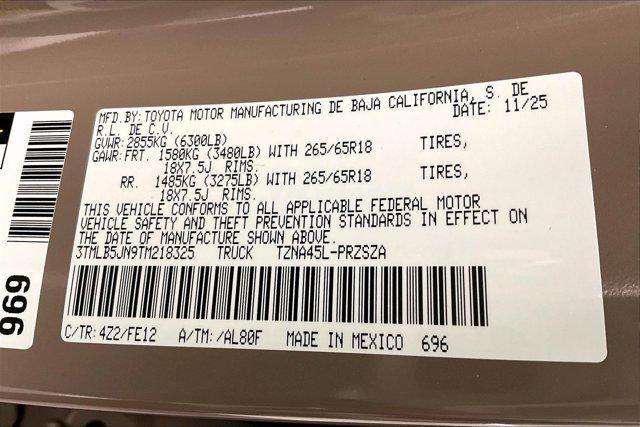 MFD.BY: TOYOTA MOTOR MANUFACTURING DE BAJA CALIFORNIA, S. DE
R.L. DE C.V. DATE: 11/25
GVWR: 2855KG (6300LB)
GAWR: FRT. 1580KG (3480LB) WITH 265/65R18 TIRES,
18X7.5J RIMS.
RR. 1485KG (3275LB) WITH 265/65R18 TIRES,
18X7.5J RIMS.
THIS VEHICLE CONFORMS TO ALL APPLICABLE FEDERAL MOTOR
VEHICLE SAFETY AND THEFT PREVENTION STANDARDS IN EFFECT ON
THE DATE OF MANUFACTURE SHOWN ABOVE.
3TMLB5JN9TM218325 TRUCK TZNA45L-PRZSZA
C/TR: 4Z2/FE12 A/TM: /AL80F MADE IN MEXICO 696
969